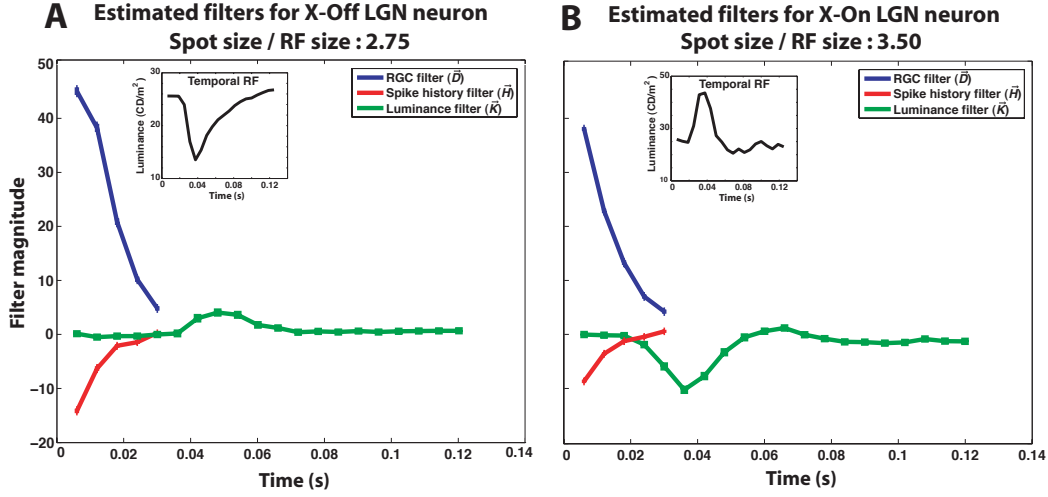 A
Estimated filters for X-Off LGN neuron
Spot size / RF size : 2.75
50
40
30
20
10
0
−10
−20
Filter magnitude
0 0.02 0.04 0.06 0.08 0.1 0.12 0.14
Time (s)
Temporal RF
30
20
10
Luminance (CD/m²)
0.04 0.08 0.12
Time (s)
RGC filter (D⃗)
Spike history filter (H⃗)
Luminance filter (K⃗)
B
Estimated filters for X-On LGN neuron
Spot size / RF size : 3.50
0 0.02 0.04 0.06 0.08 0.1 0.12 0.14
Time (s)
Temporal RF
50
30
10
Luminance (CD/m²)
0.04 0.08 0.12
Time (s)
RGC filter (D⃗)
Spike history filter (H⃗)
Luminance filter (K⃗)